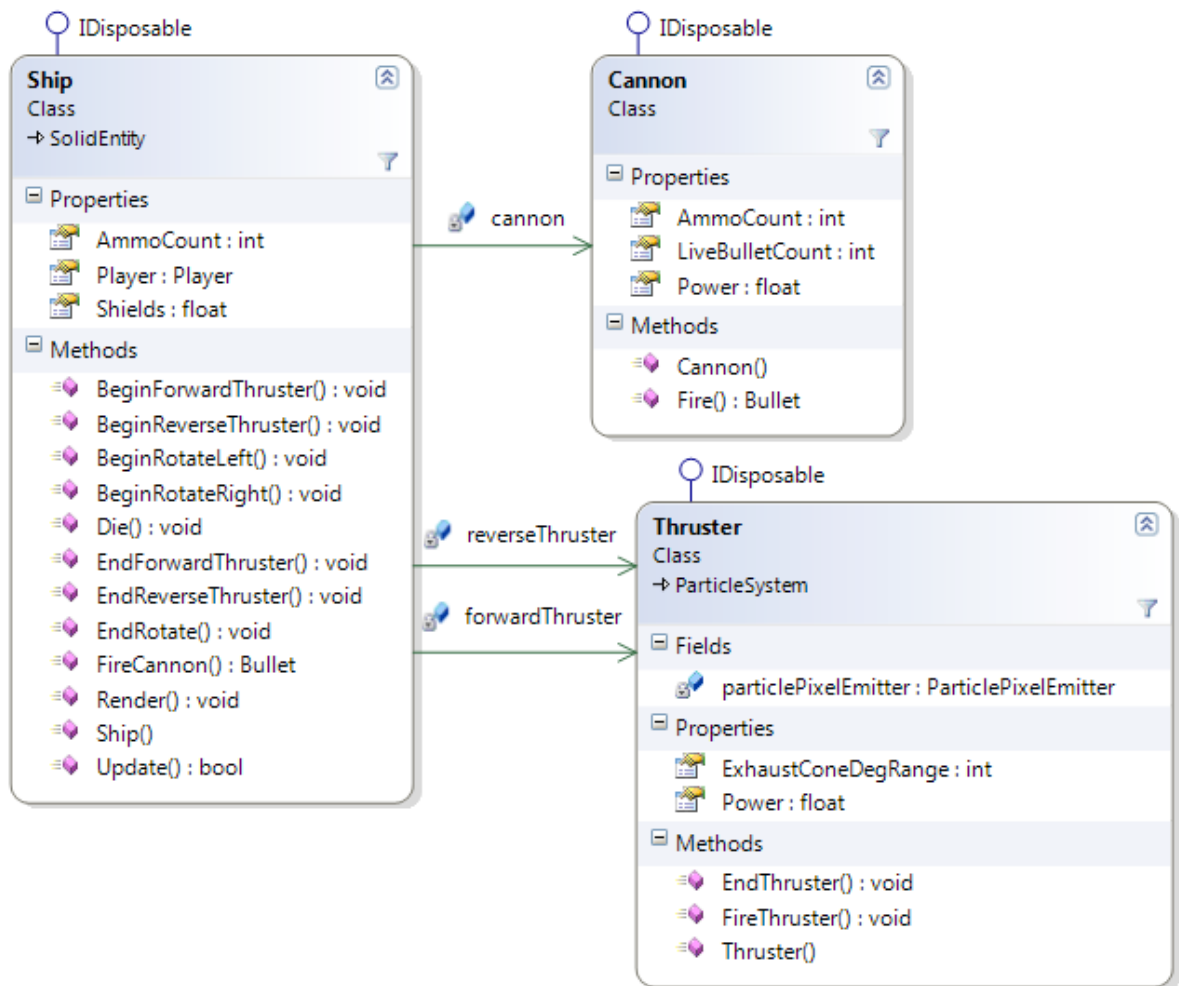 IDisposable
Ship
Class
SolidEntity
Properties
AmmoCount : int
Player : Player
Shields : float
Methods
BeginForwardThruster() : void
BeginReverseThruster() : void
BeginRotateLeft() : void
BeginRotateRight() : void
Die() : void
EndForwardThruster() : void
EndReverseThruster() : void
EndRotate() : void
FireCannon() : Bullet
Render() : void
Ship()
Update() : bool
cannon
IDisposable
Cannon
Class
Properties
AmmoCount : int
LiveBulletCount : int
Power : float
Methods
Cannon()
Fire() : Bullet
reverseThruster
forwardThruster
IDisposable
Thruster
Class
ParticleSystem
Fields
particlePixelEmitter : ParticlePixelEmitter
Properties
ExhaustConeDegRange : int
Power : float
Methods
EndThruster() : void
FireThruster() : void
Thruster()